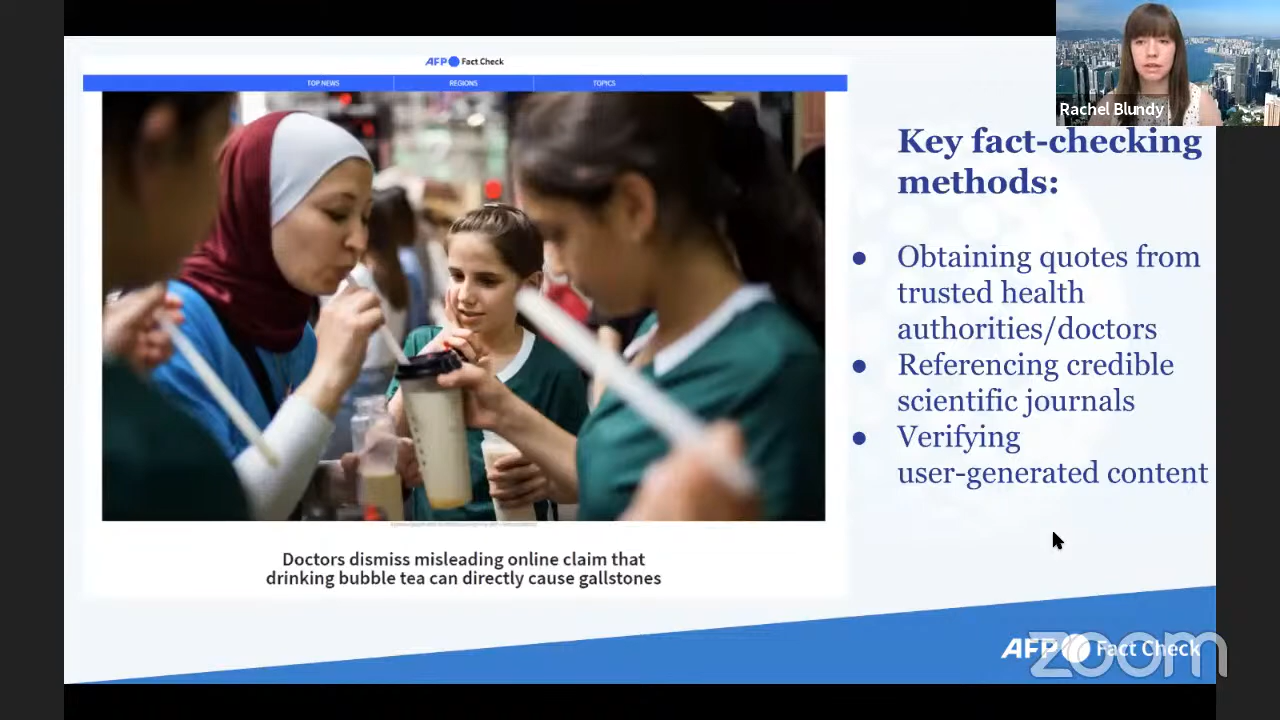 AFP Fact Check
TOP NEWS REGIONS TOPICS
Rachel Blundy
Key fact-checking
methods:
● Obtaining quotes from
trusted health
authorities/doctors
● Referencing credible
scientific journals
● Verifying
user-generated content
Doctors dismiss misleading online claim that
drinking bubble tea can directly cause gallstones
AFP Fact Check
zoom